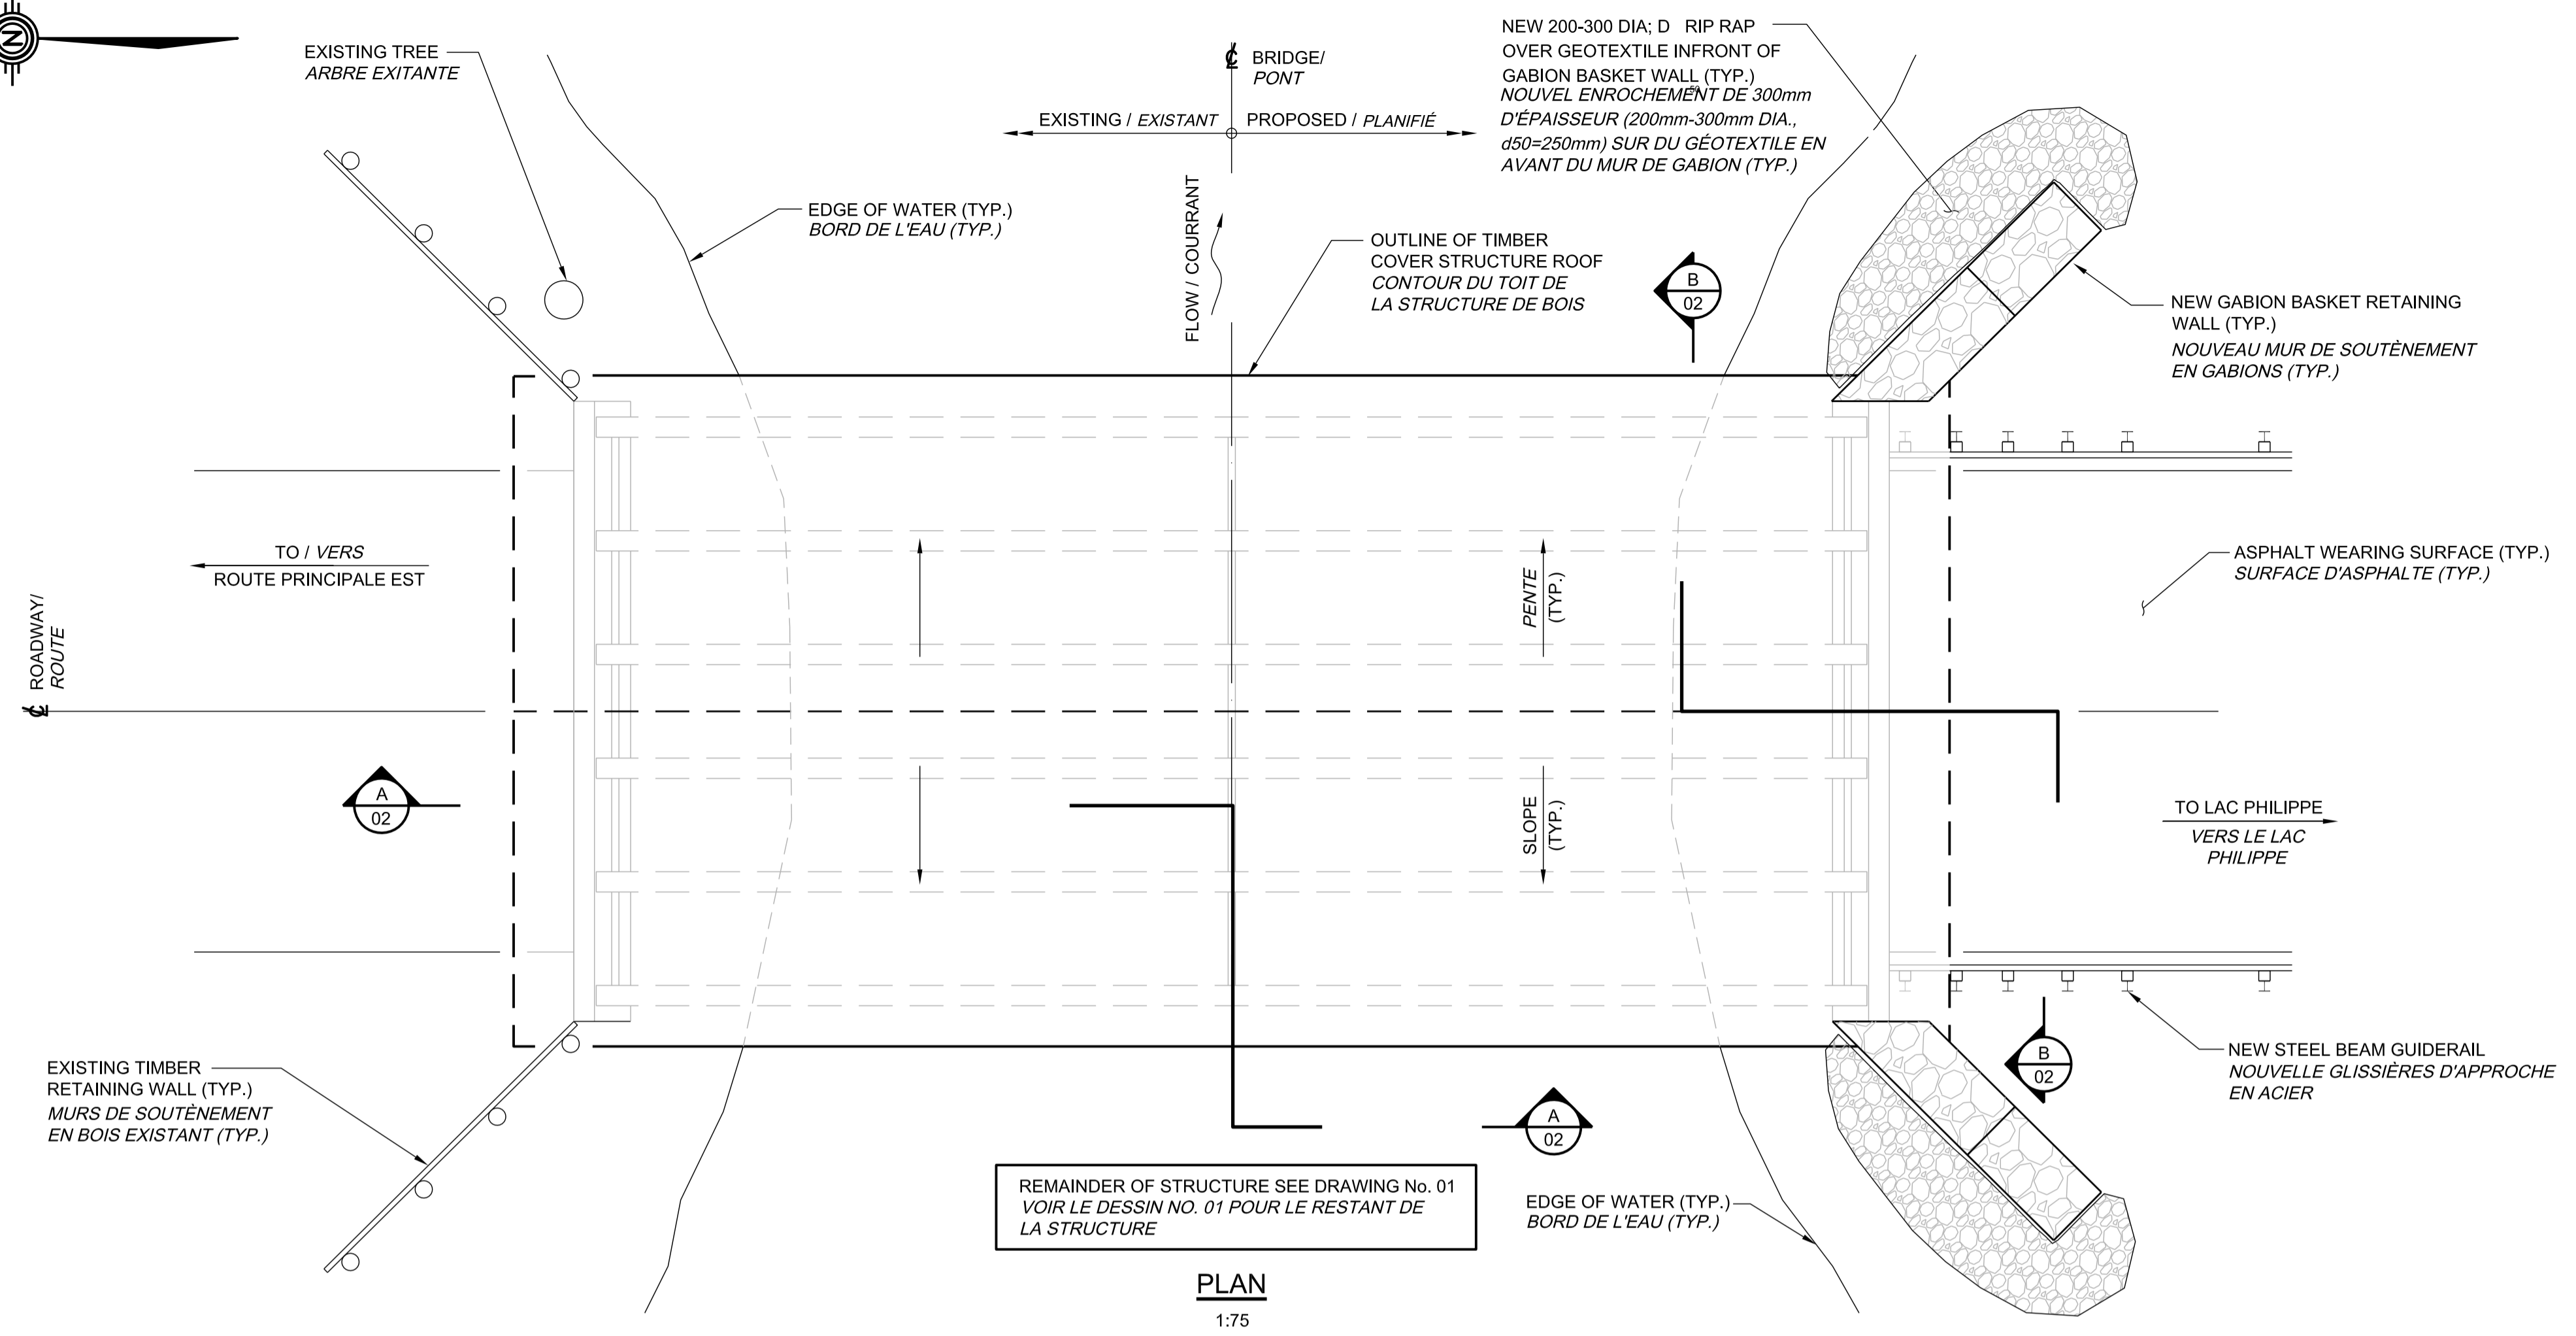 N
EXISTING TREE
ARBRE EXITANTE
℄ BRIDGE/
PONT
EXISTING / EXISTANT
PROPOSED / PLANIFIÉ
NEW 200-300 DIA; D RIP RAP
OVER GEOTEXTILE INFRONT OF
GABION BASKET WALL (TYP.)
50
NOUVEL ENROCHEMENT DE 300mm
D'ÉPAISSEUR (200mm-300mm DIA.,
d50=250mm) SUR DU GÉOTEXTILE EN
AVANT DU MUR DE GABION (TYP.)
EDGE OF WATER (TYP.)
BORD DE L'EAU (TYP.)
FLOW / COURRANT
OUTLINE OF TIMBER
COVER STRUCTURE ROOF
CONTOUR DU TOIT DE
LA STRUCTURE DE BOIS
B
02
NEW GABION BASKET RETAINING
WALL (TYP.)
NOUVEAU MUR DE SOUTÈNEMENT
EN GABIONS (TYP.)
TO / VERS
ROUTE PRINCIPALE EST
PENTE
(TYP.)
ASPHALT WEARING SURFACE (TYP.)
SURFACE D'ASPHALTE (TYP.)
℄ ROADWAY/
ROUTE
A
02
SLOPE
(TYP.)
TO LAC PHILIPPE
VERS LE LAC
PHILIPPE
EXISTING TIMBER
RETAINING WALL (TYP.)
MURS DE SOUTÈNEMENT
EN BOIS EXISTANT (TYP.)
B
02
NEW STEEL BEAM GUIDERAIL
NOUVELLE GLISSIÈRES D'APPROCHE
EN ACIER
A
02
REMAINDER OF STRUCTURE SEE DRAWING No. 01
VOIR LE DESSIN NO. 01 POUR LE RESTANT DE
LA STRUCTURE
EDGE OF WATER (TYP.)
BORD DE L'EAU (TYP.)
PLAN
1:75